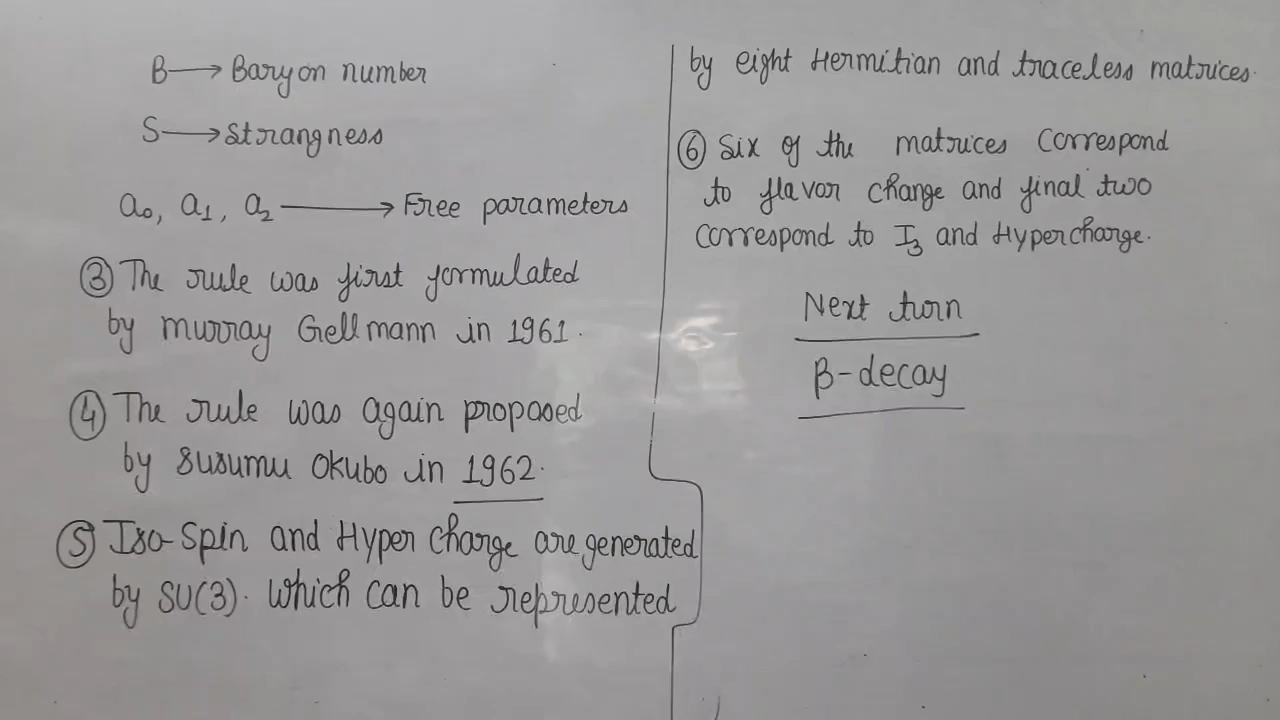 B → Baryon number
S → Strangness
a₀, a₁, a₂ → Free parameters
③ The rule was first formulated
by murray Gell mann in 1961.
④ The rule was again proposed
by Susumu Okubo in 1962.
⑤ Iso-Spin and Hyper charge are generated
by SU(3). which can be represented
by eight Hermitian and traceless matrices.
⑥ Six of the matrices correspond
to flavor change and final two
correspond to I₃ and Hypercharge.
Next turn
β-decay